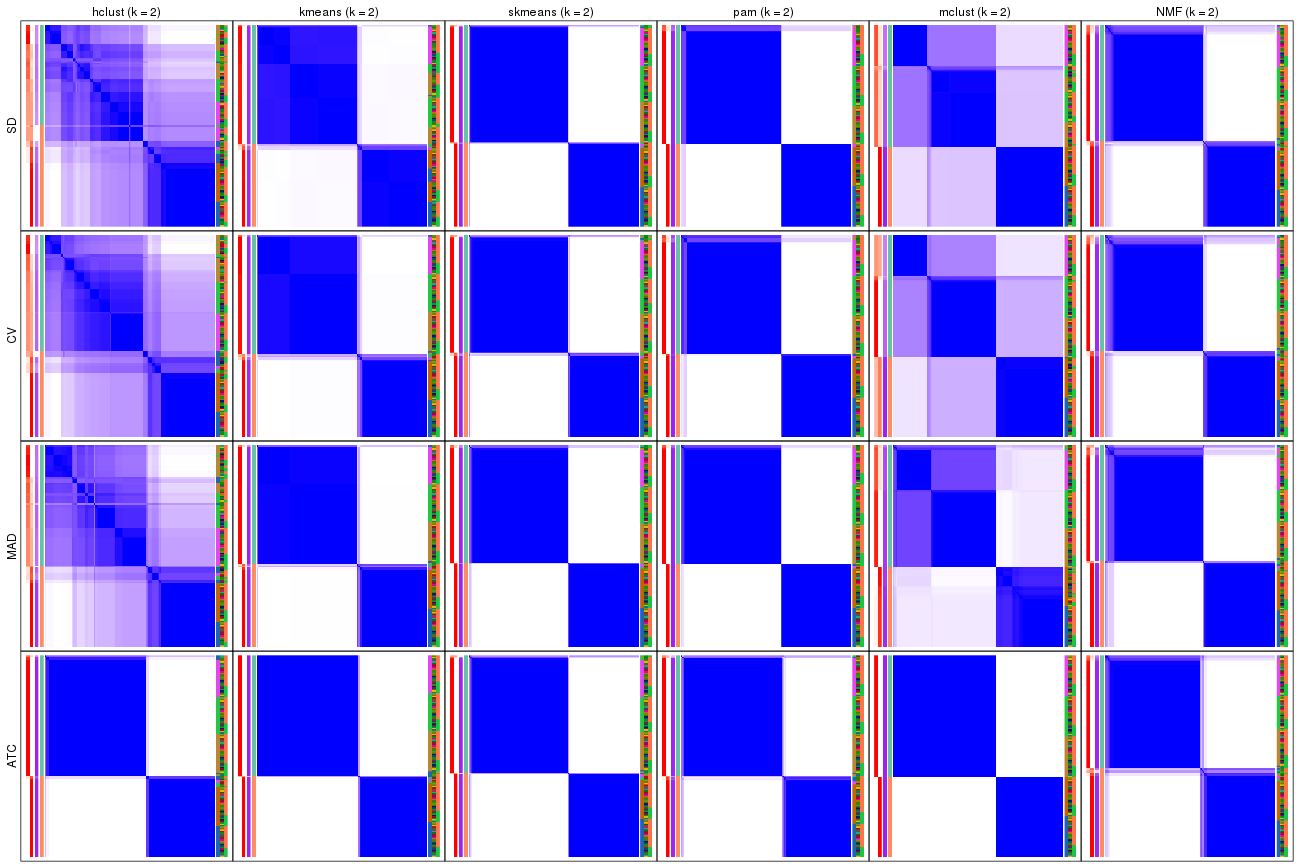 hclust (k = 2) kmeans (k = 2) skmeans (k = 2) pam (k = 2) mclust (k = 2) NMF (k = 2)
SD
CV
MAD
ATC